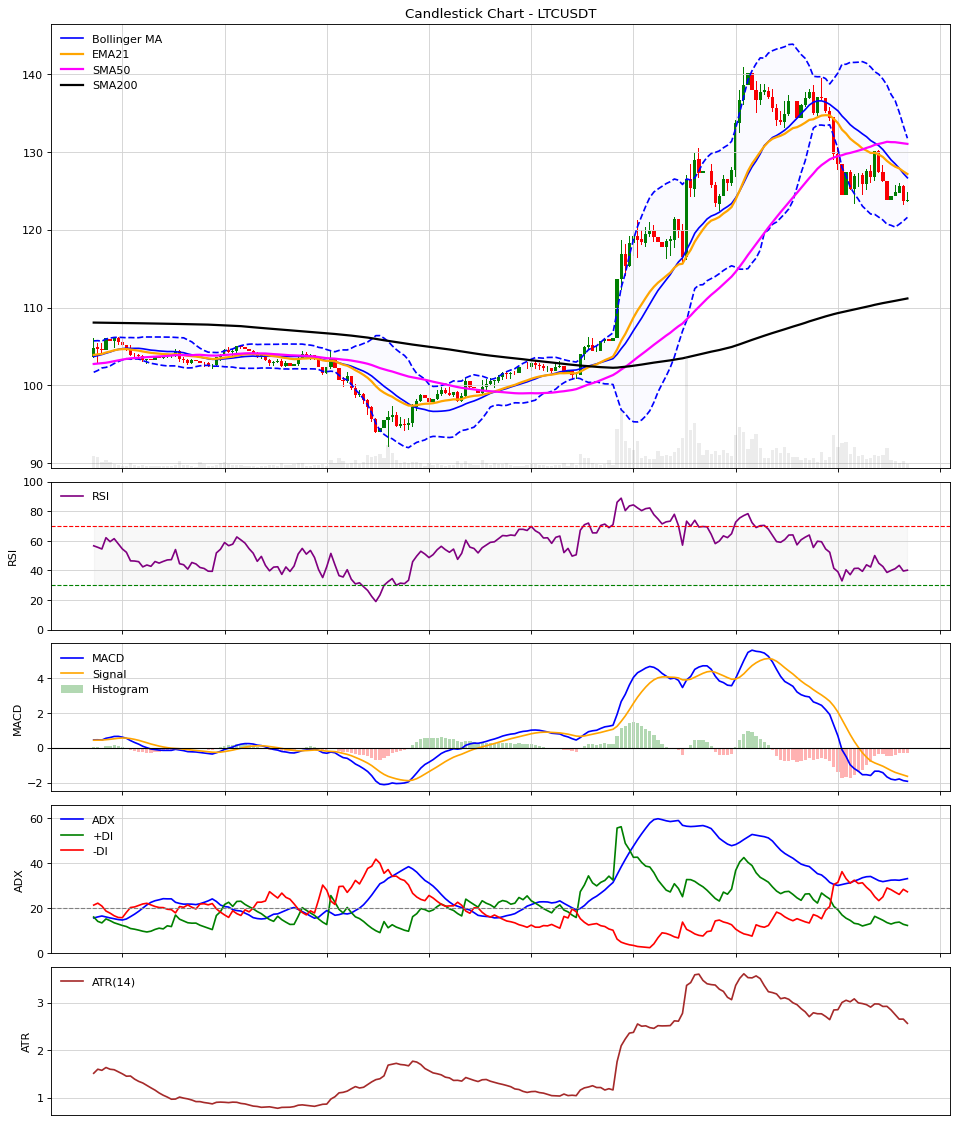 Candlestick Chart - LTCUSDT
Bollinger MA
EMA21
SMA50
SMA200
140
130
120
110
100
90
RSI
100
80
60
40
20
0
RSI
MACD
Signal
Histogram
4
2
0
−2
MACD
ADX
+DI
-DI
60
40
20
0
ADX
ATR(14)
3
2
1
ATR